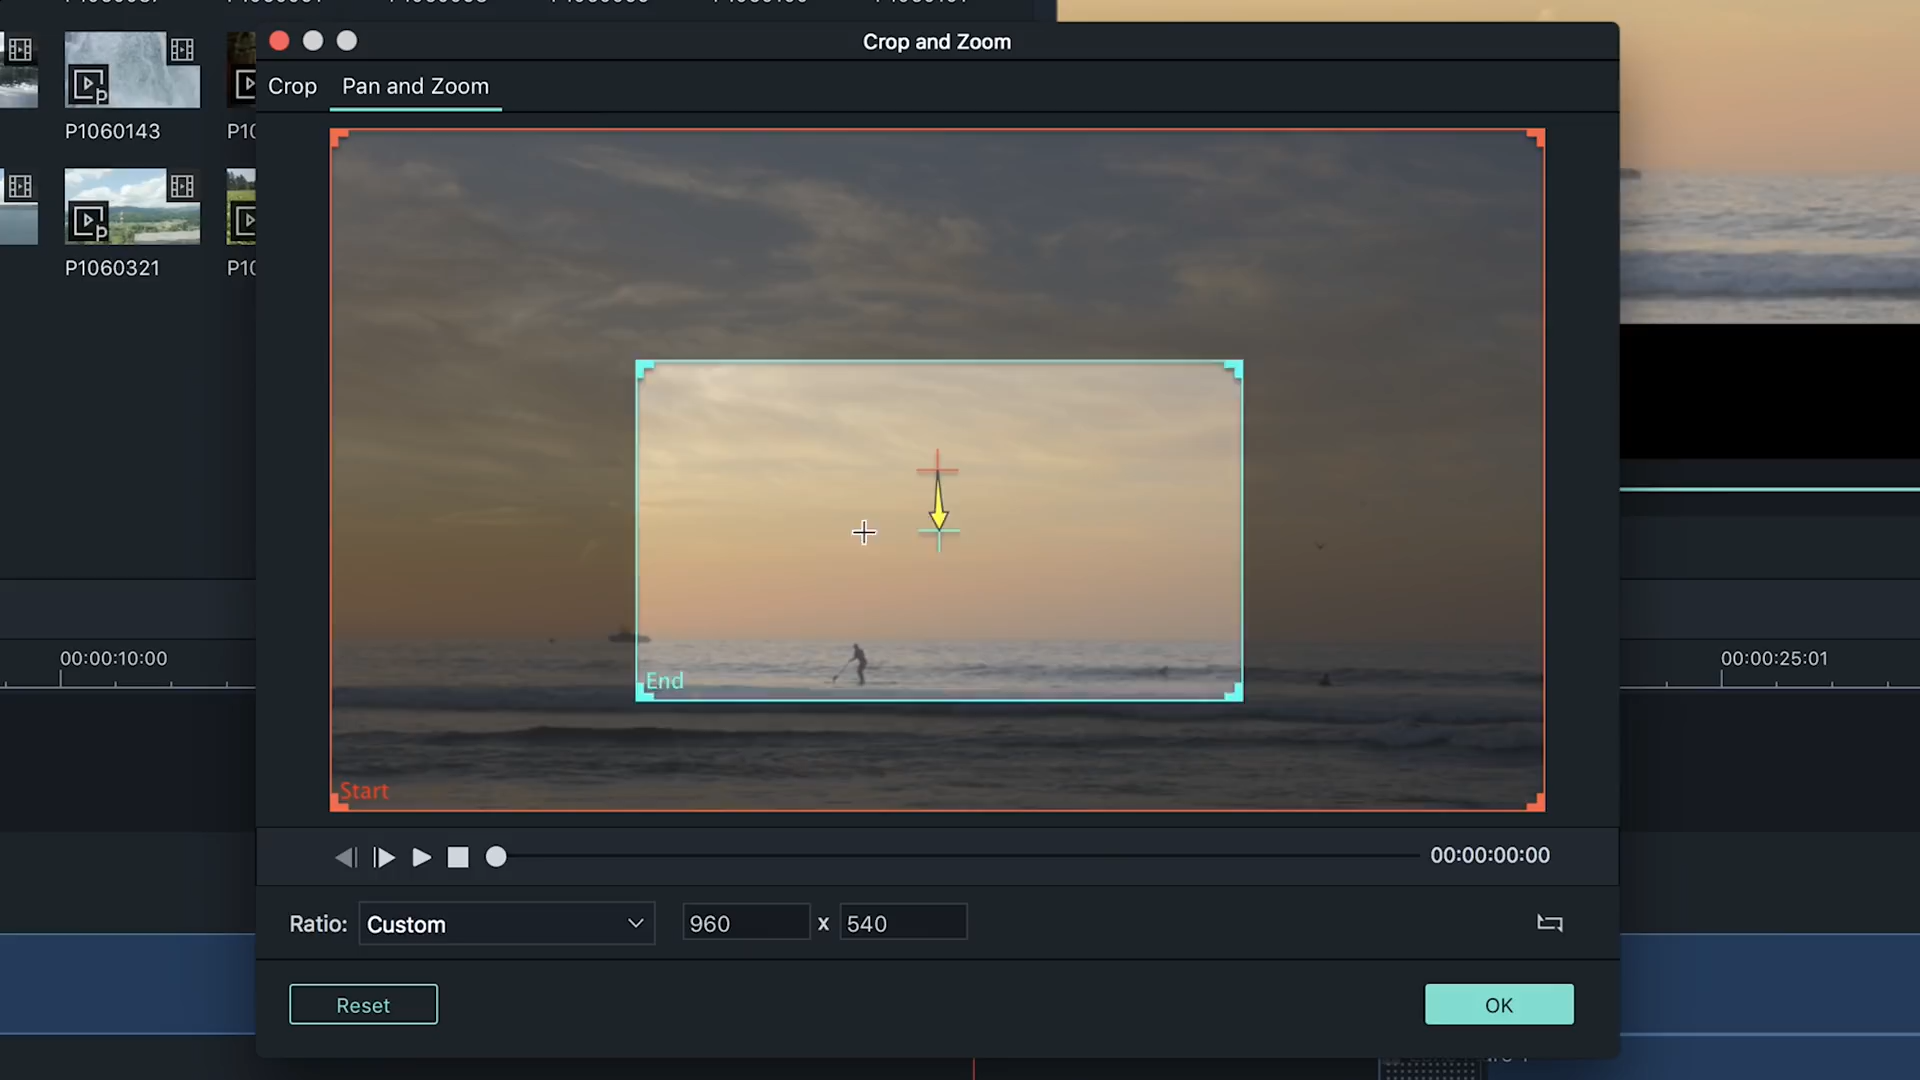 Crop and Zoom
Crop
Pan and Zoom
P1060143
P1060321
End
Start
00:00:10:00
00:00:25:01
00:00:00:00
Ratio:
Custom
960
x
540
Reset
OK